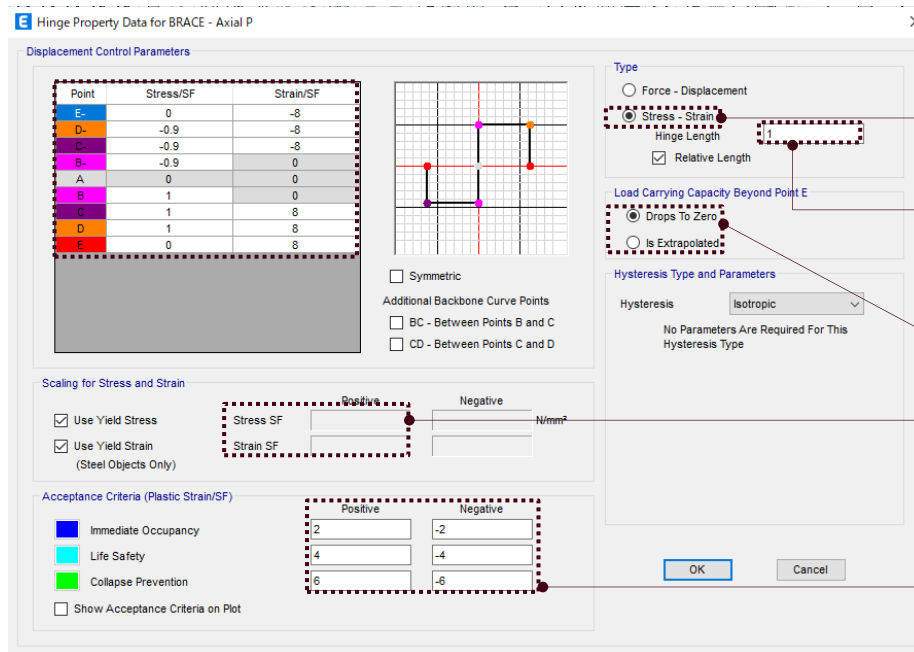 E Hinge Property Data for BRACE - Axial P
Displacement Control Parameters
Point Stress/SF Strain/SF
E- 0 -8
D- -0.9 -8
C- -0.9 -8
B- -0.9 0
A 0 0
B 1 0
C 1 8
D 1 8
E 0 8
Symmetric
Additional Backbone Curve Points
BC - Between Points B and C
CD - Between Points C and D
Scaling for Stress and Strain
Positive Negative
Use Yield Stress Stress SF N/mm²
Use Yield Strain Strain SF
(Steel Objects Only)
Acceptance Criteria (Plastic Strain/SF)
Positive Negative
Immediate Occupancy 2 -2
Life Safety 4 -4
Collapse Prevention 6 -6
Show Acceptance Criteria on Plot
Type
Force - Displacement
Stress - Strain
Hinge Length 1
Relative Length
Load Carrying Capacity Beyond Point E
Drops To Zero
Is Extrapolated
Hysteresis Type and Parameters
Hysteresis Isotropic
No Parameters Are Required For This
Hysteresis Type
OK Cancel